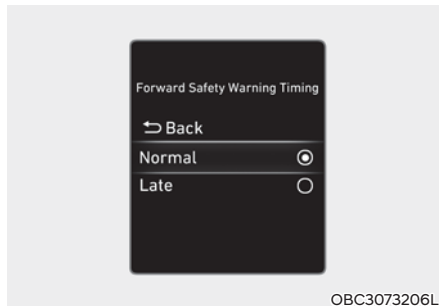 Forward Safety Warning Timing
Back
Normal
Late
OBC3073206L